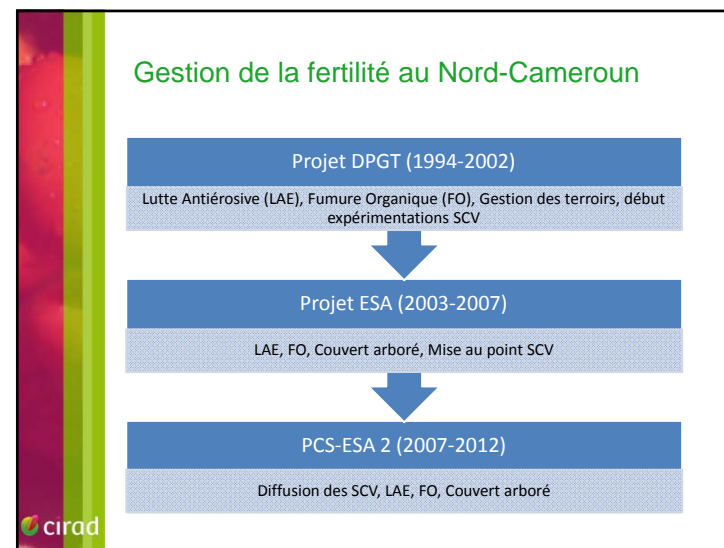 Gestion de la fertilité au Nord-Cameroun
Projet DPGT (1994-2002)
Lutte Antiérosive (LAE), Fumure Organique (FO), Gestion des terroirs, début
expérimentations SCV
Projet ESA (2003-2007)
LAE, FO, Couvert arboré, Mise au point SCV
PCS-ESA 2 (2007-2012)
Diffusion des SCV, LAE, FO, Couvert arboré
cirad